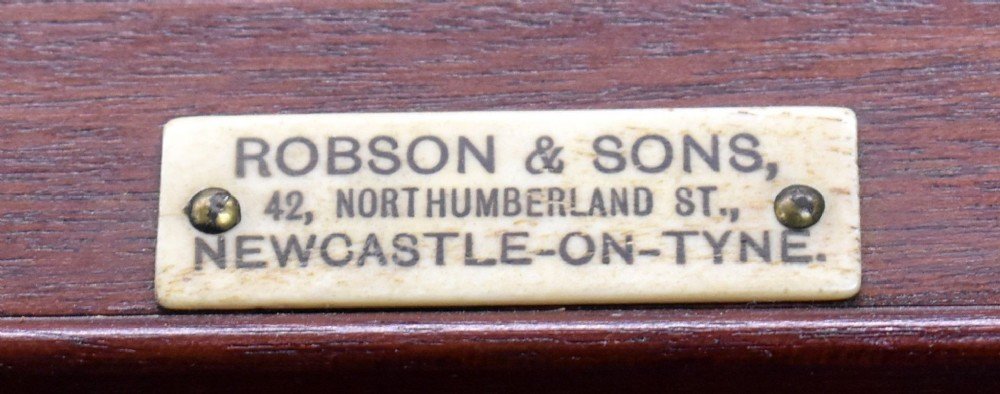 ROBSON & SONS,
42, NORTHUMBERLAND ST.,
NEWCASTLE-ON-TYNE.